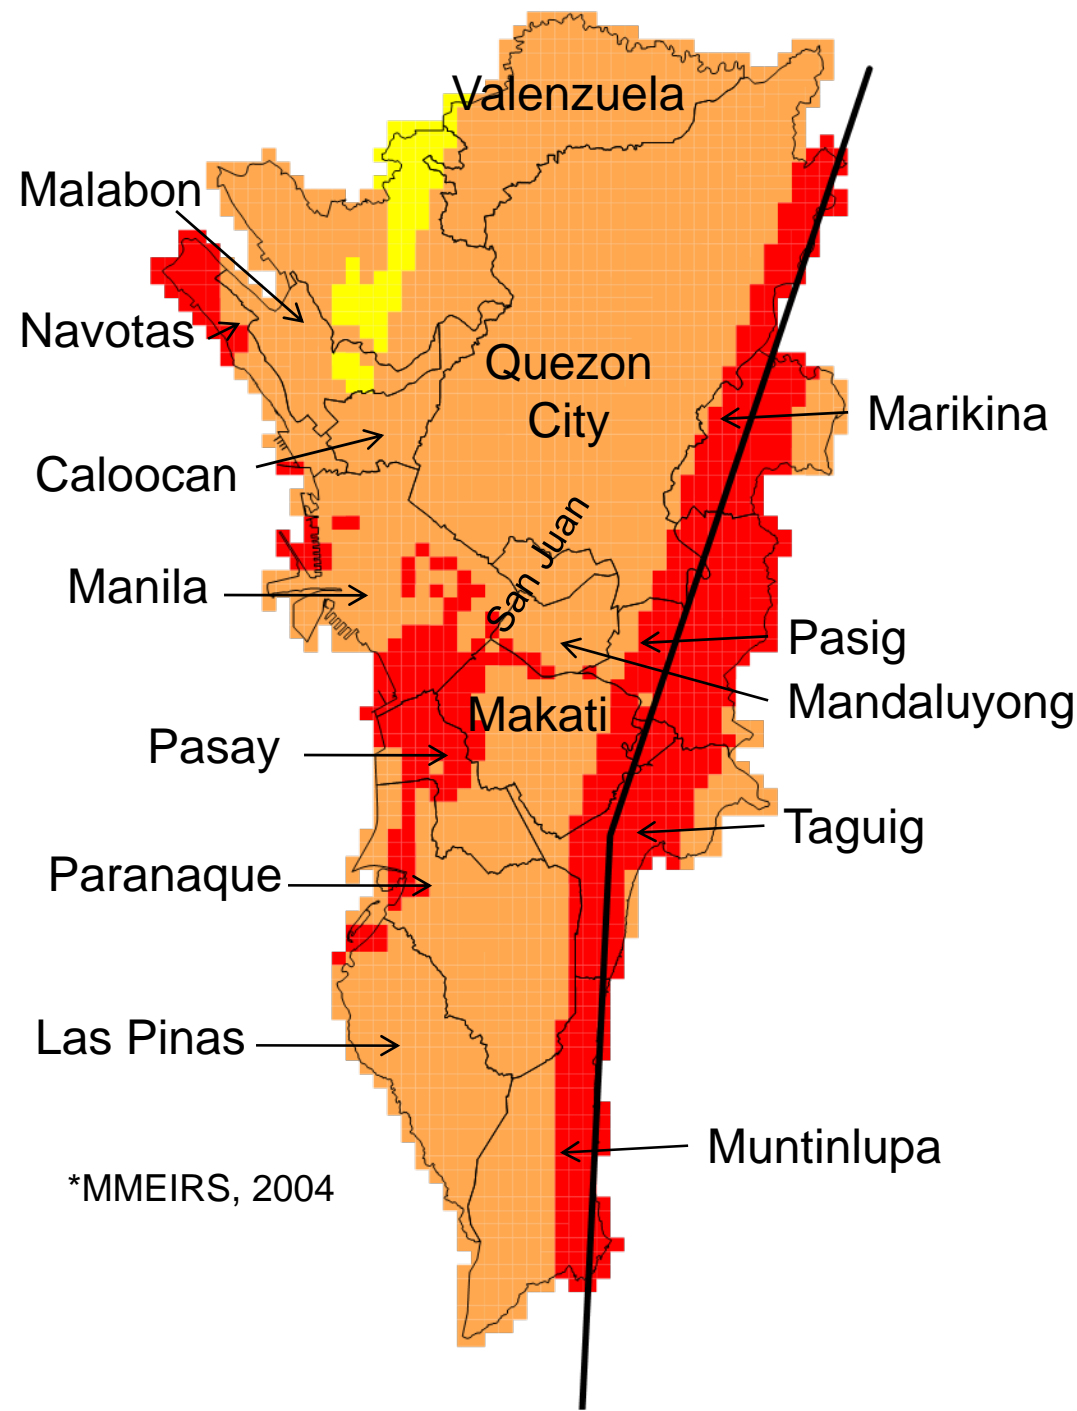 Valenzuela
Malabon
Navotas
Quezon
City
Marikina
Caloocan
San Juan
Manila
Pasig
Mandaluyong
Makati
Pasay
Taguig
Paranaque
Las Pinas
Muntinlupa
*MMEIRS, 2004